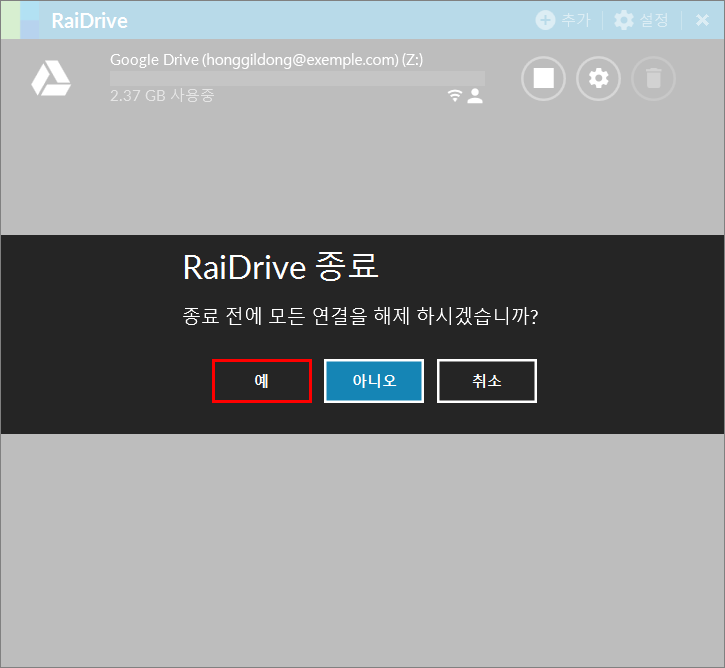 RaiDrive 추가 설정
Google Drive (honggildong@exemple.com) (Z:)
2.37 GB 사용중
RaiDrive 종료
종료 전에 모든 연결을 해제 하시겠습니까?
예 아니오 취소